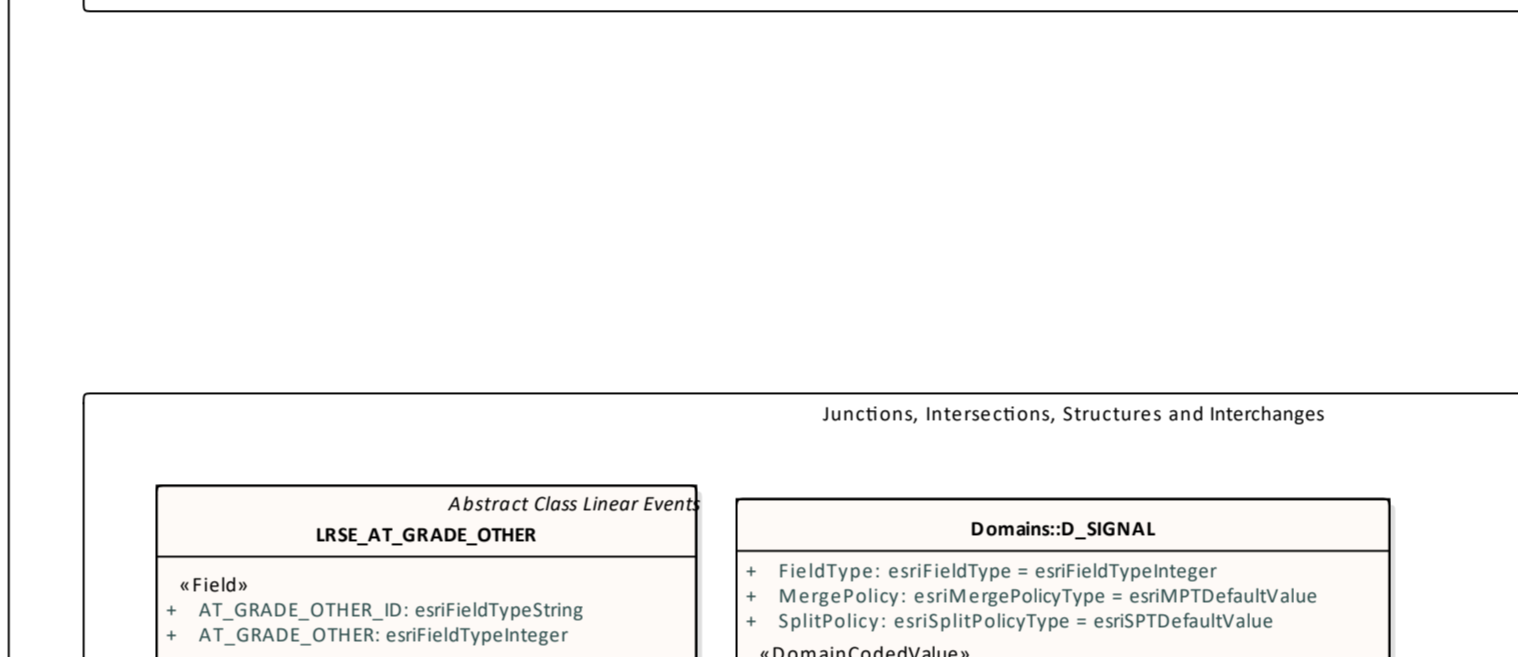 Junctions, Intersections, Structures and Interchanges
Abstract Class Linear Events
LRSE_AT_GRADE_OTHER
«Field»
+ AT_GRADE_OTHER_ID: esriFieldTypeString
+ AT_GRADE_OTHER: esriFieldTypeInteger
Domains::D_SIGNAL
+ FieldType: esriFieldType = esriFieldTypeInteger
+ MergePolicy: esriMergePolicyType = esriMPTDefaultValue
+ SplitPolicy: esriSplitPolicyType = esriSPTDefaultValue
«DomainCodedValue»